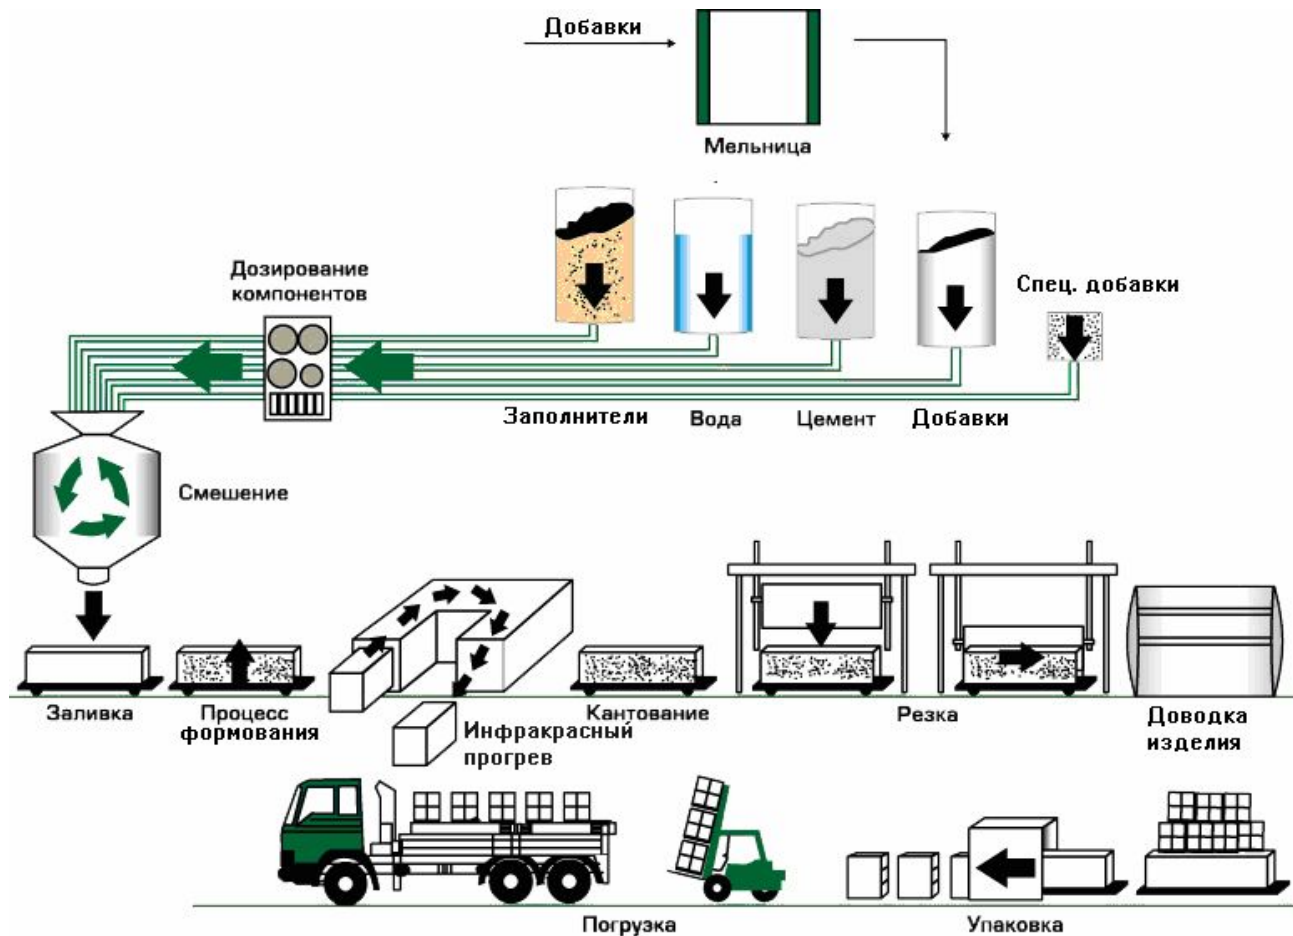 Добавки
Мельница
Дозирование
компонентов
Спец. добавки
Заполнители
Вода
Цемент
Добавки
Смешение
Заливка
Процесс
формования
Инфракрасный
прогрев
Кантование
Резка
Доводка
изделия
Погрузка
Упаковка